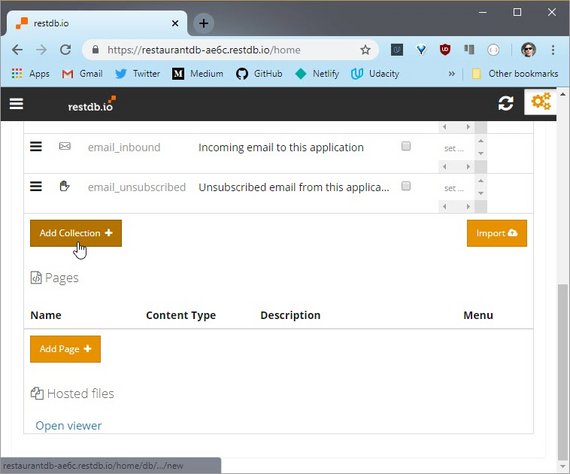 restdb.io
https://restaurantdb-ae6c.restdb.io/home
Apps Gmail Twitter Medium GitHub Netlify Udacity » Other bookmarks
restdb.io
email_inbound Incoming email to this application set ...
email_unsubscribed Unsubscribed email from this applica... set ...
Add Collection + Import
Pages
Name Content Type Description Menu
Add Page +
Hosted files
Open viewer
restaurantdb-ae6c.restdb.io/home/db/.../new